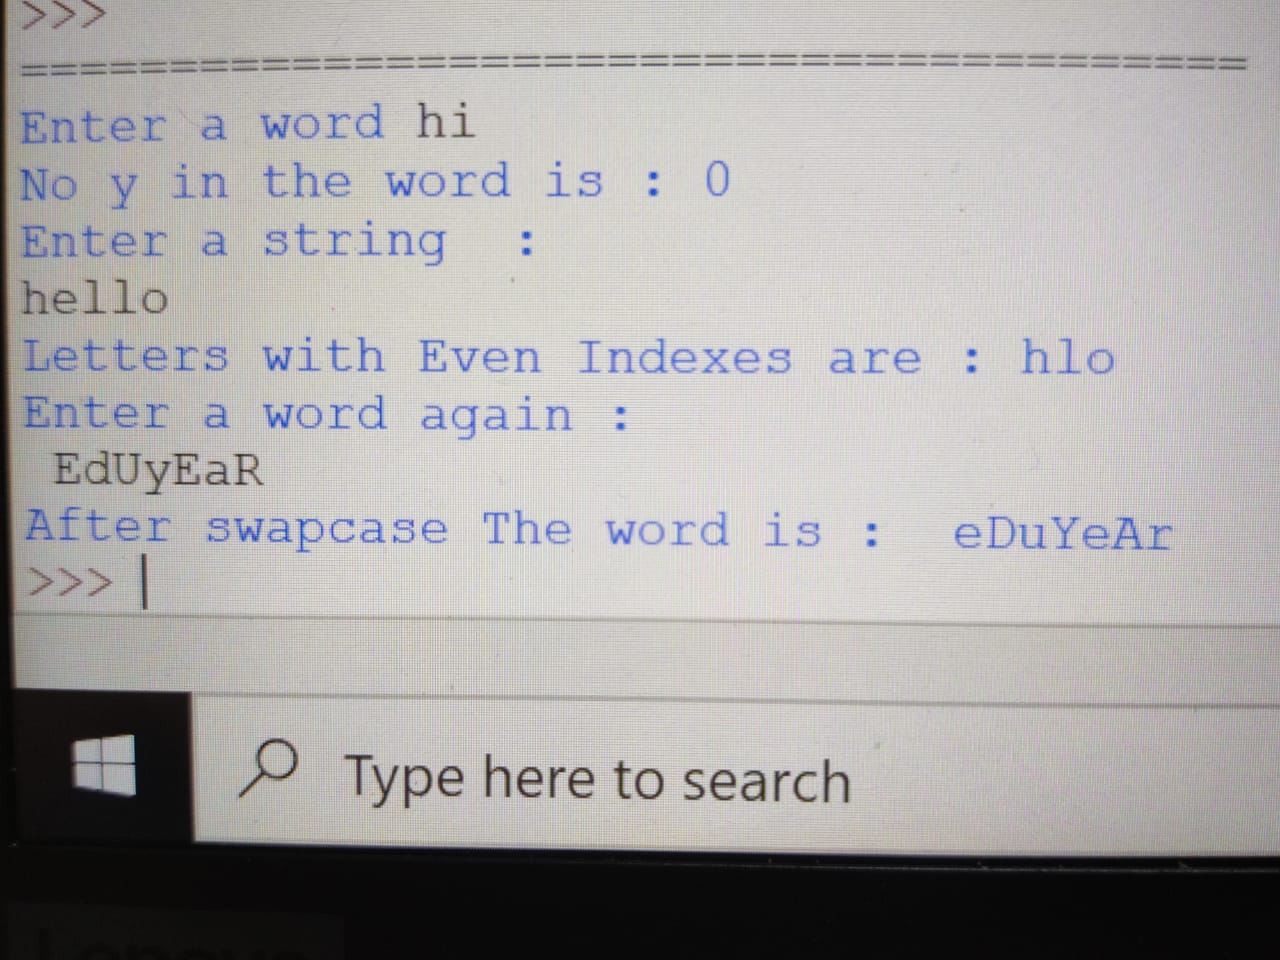 >>>
=========================================
Enter a word hi
No y in the word is : 0
Enter a string  :
hello
Letters with Even Indexes are : hlo
Enter a word again :
 EdUyEaR
After swapcase The word is :  eDuYeAr
>>>
Type here to search